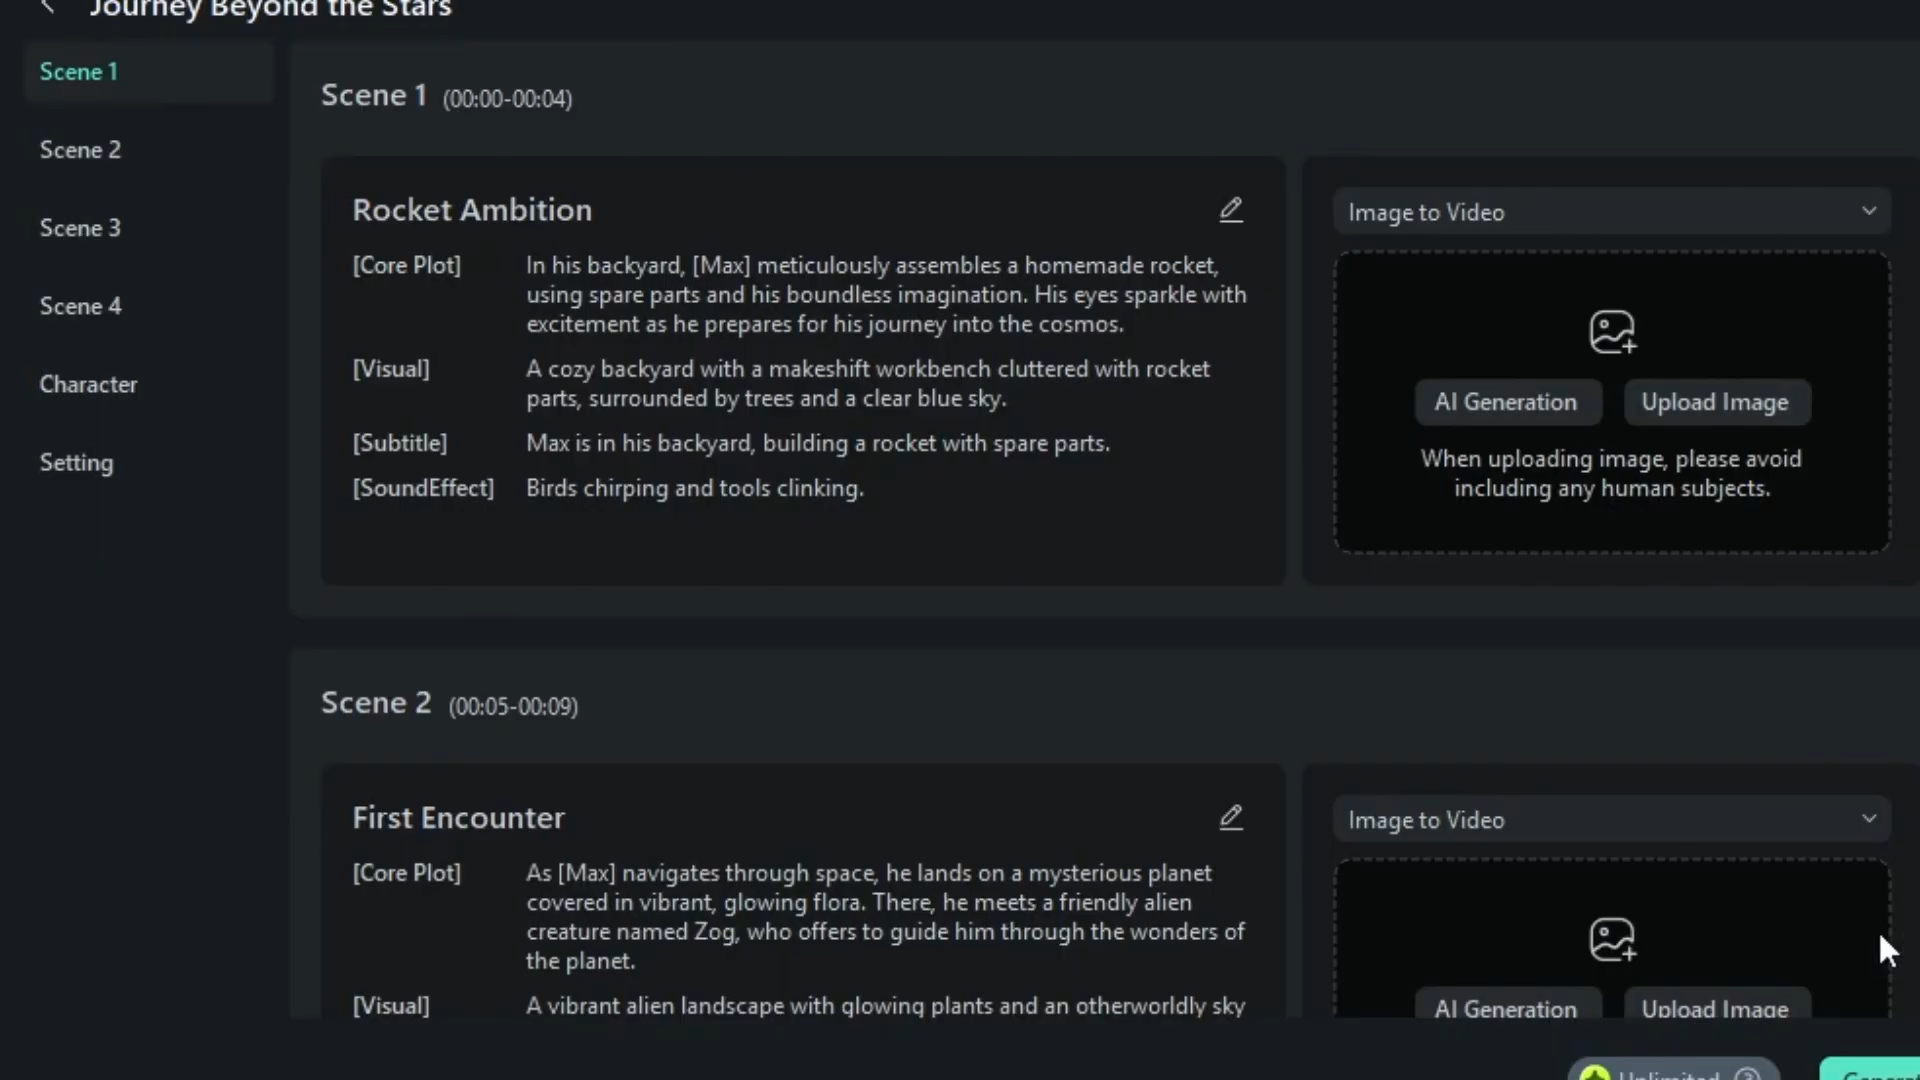 Journey Beyond the Stars
Scene 1
Scene 2
Scene 3
Scene 4
Character
Setting
Scene 1 (00:00-00:04)
Rocket Ambition
[Core Plot] In his backyard, [Max] meticulously assembles a homemade rocket,
using spare parts and his boundless imagination. His eyes sparkle with
excitement as he prepares for his journey into the cosmos.
[Visual] A cozy backyard with a makeshift workbench cluttered with rocket
parts, surrounded by trees and a clear blue sky.
[Subtitle] Max is in his backyard, building a rocket with spare parts.
[SoundEffect] Birds chirping and tools clinking.
Image to Video
AI Generation Upload Image
When uploading image, please avoid
including any human subjects.
Scene 2 (00:05-00:09)
First Encounter
[Core Plot] As [Max] navigates through space, he lands on a mysterious planet
covered in vibrant, glowing flora. There, he meets a friendly alien
creature named Zog, who offers to guide him through the wonders of
the planet.
[Visual] A vibrant alien landscape with glowing plants and an otherworldly sky
Image to Video
AI Generation Upload Image
Unlimited